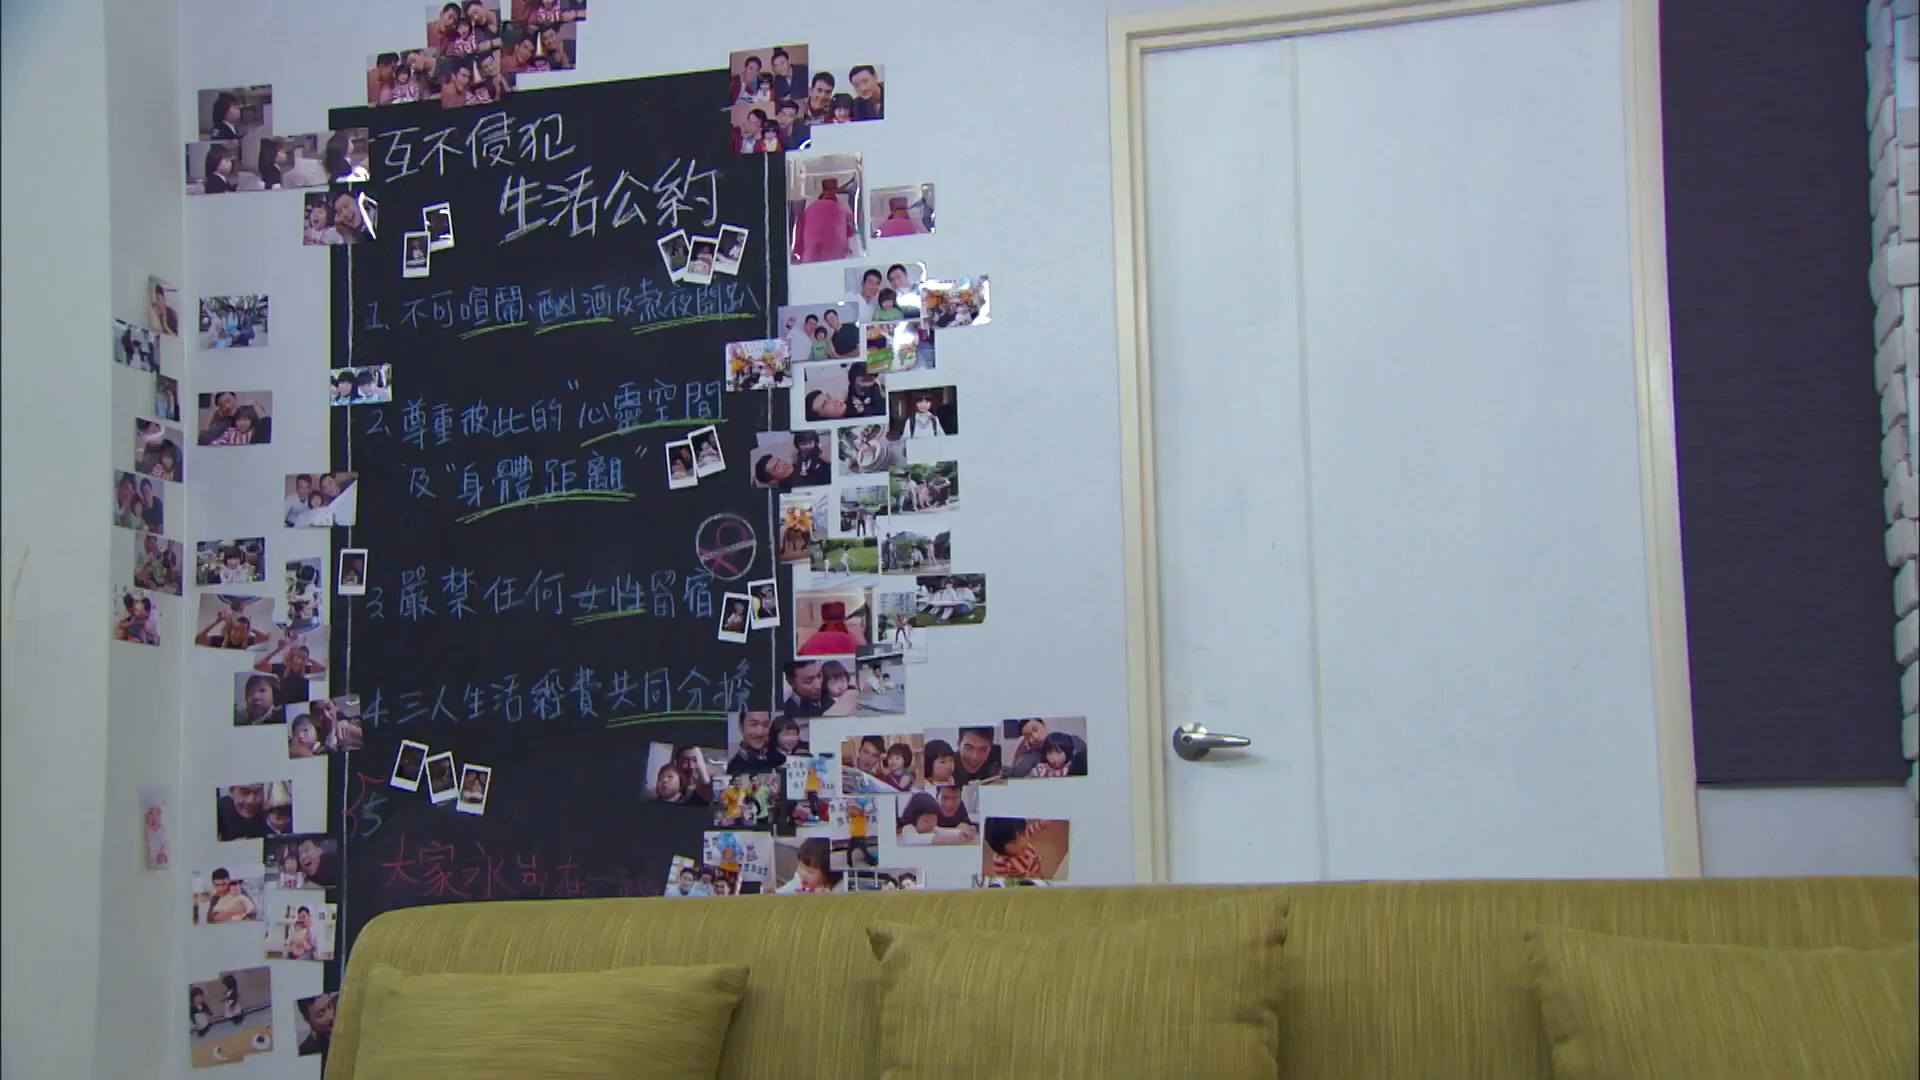 互不侵犯
生活公約
1、不可喧鬧、酗酒及熬夜開趴
2、尊重彼此的"心靈空間
及"身體距離"
3、嚴禁任何女性留宿
4、三人生活經費共同分擔
5
大家永遠在一起